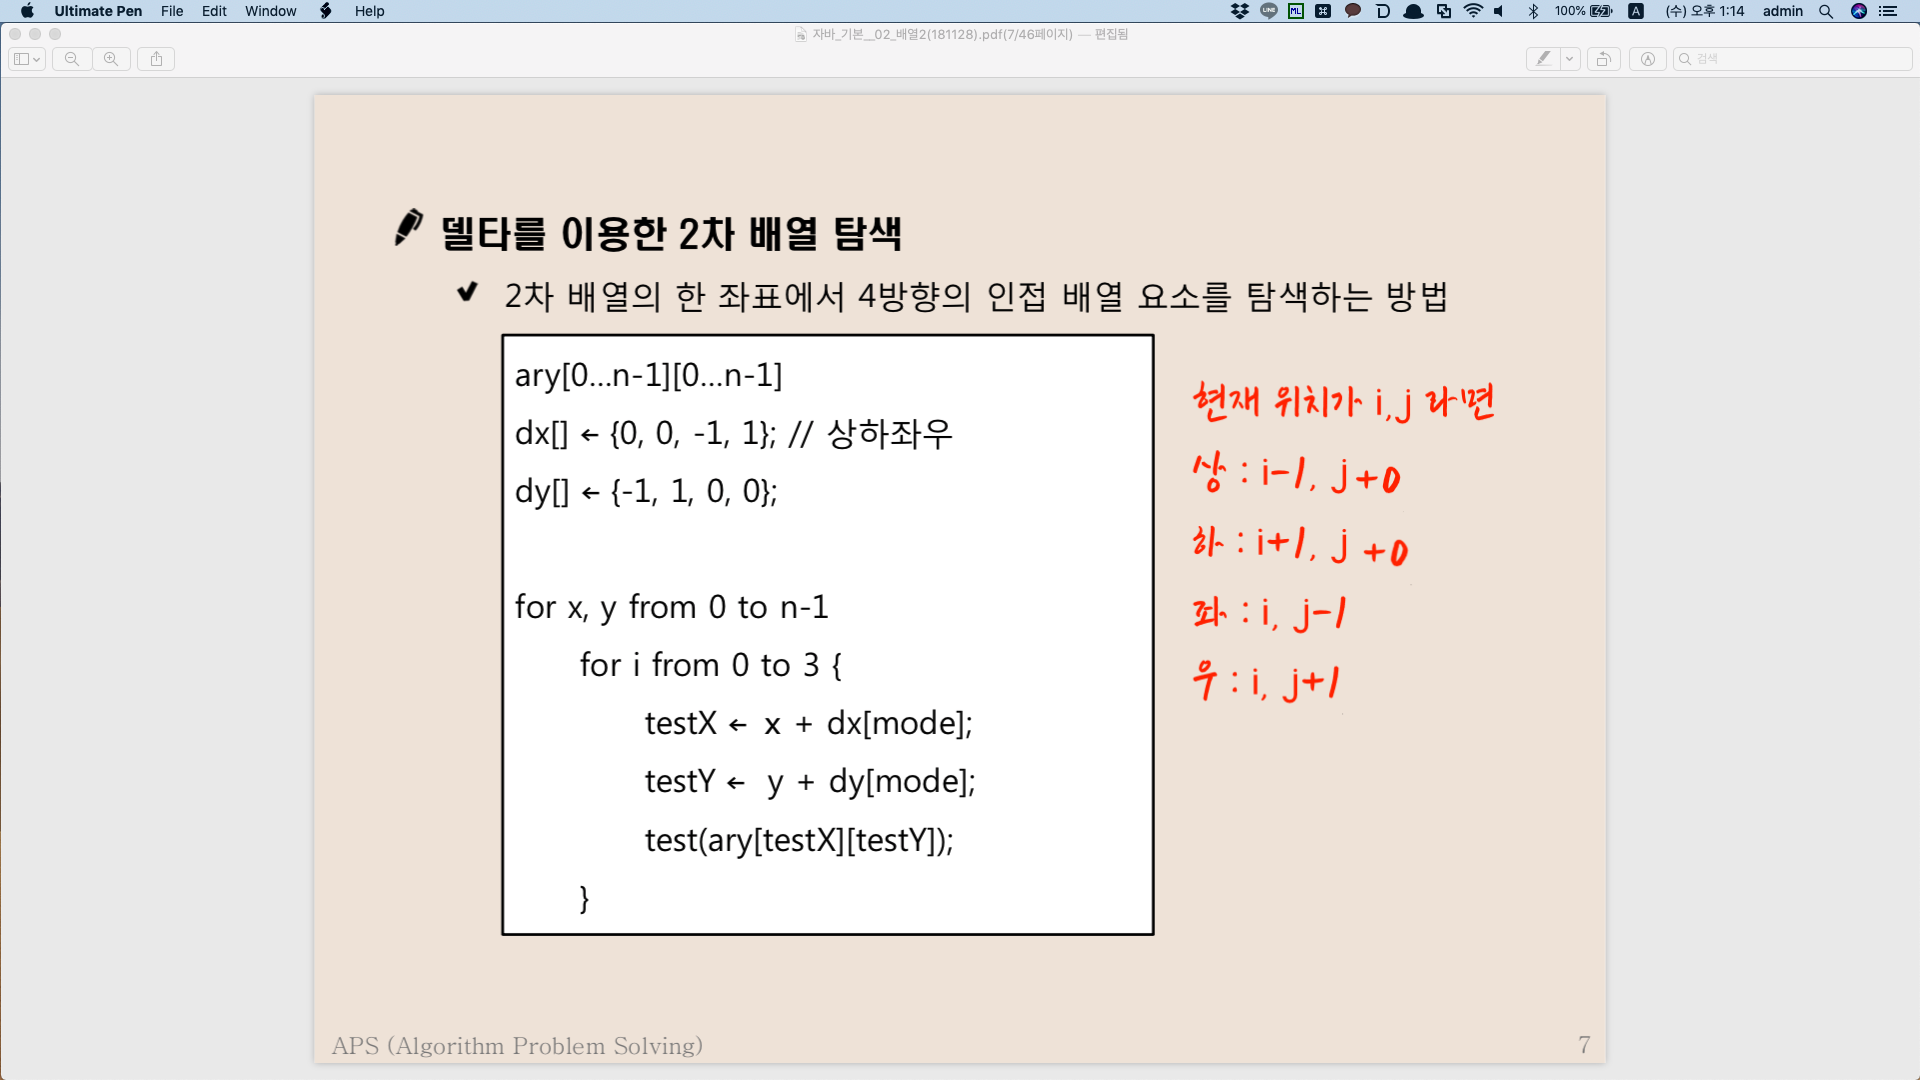 Ultimate Pen File Edit Window Help
LINE ML D 100% A (수) 오후 1:14 admin
자바_기본__02_배열2(181128).pdf(7/46페이지) — 편집됨
검색
델타를 이용한 2차 배열 탐색
2차 배열의 한 좌표에서 4방향의 인접 배열 요소를 탐색하는 방법
ary[0...n-1][0...n-1]
dx[] ← {0, 0, -1, 1}; // 상하좌우
dy[] ← {-1, 1, 0, 0};
for x, y from 0 to n-1
for i from 0 to 3 {
testX ← x + dx[mode];
testY ← y + dy[mode];
test(ary[testX][testY]);
}
현재 위치가 i,j 라면
상 : i-1, j+0
하 : i+1, j +0
좌 : i, j-1
우 : i, j+1
APS (Algorithm Problem Solving)
7